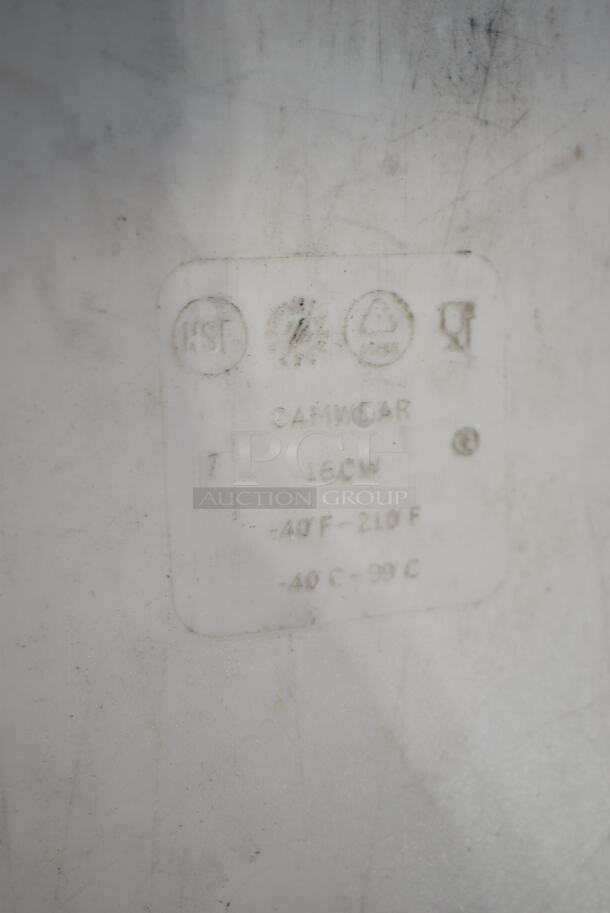 NSF
CAMWEAR
7 16CW ®
PCI
AUCTION GROUP
-40 F - 210 F
-40 C - 99 C